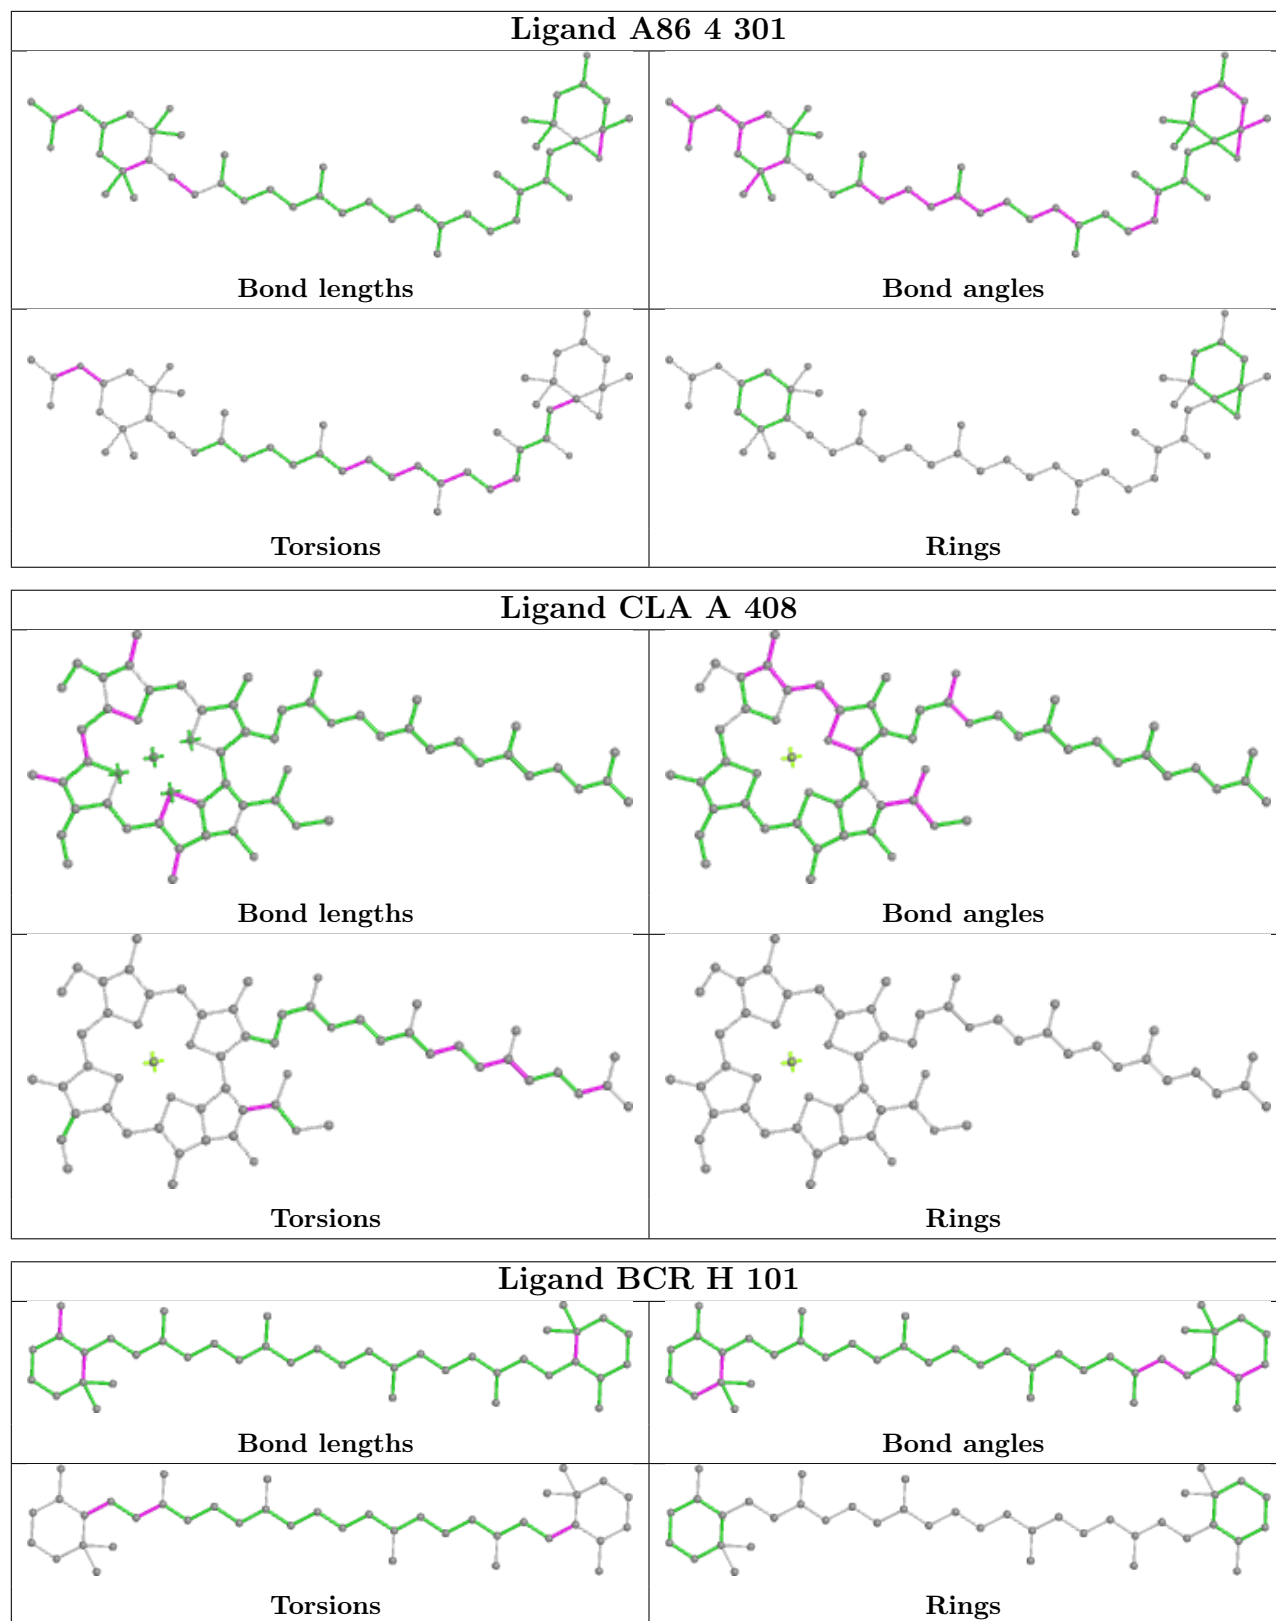 Ligand A86 4 301
Bond lengths
Bond angles
Torsions
Rings
Ligand CLA A 408
Bond lengths
Bond angles
Torsions
Rings
Ligand BCR H 101
Bond lengths
Bond angles
Torsions
Rings